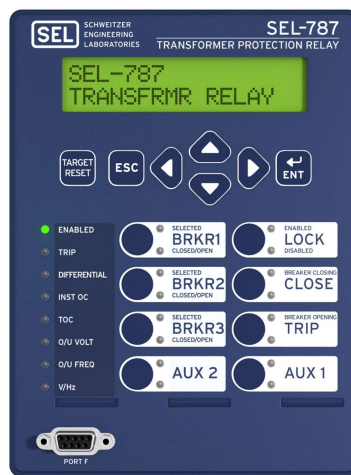 SEL
SCHWEITZER
ENGINEERING
LABORATORIES
SEL-787
TRANSFORMER PROTECTION RELAY
SEL-787
TRANSFRMR RELAY
TARGET
RESET
ESC
ENT
ENABLED
TRIP
DIFFERENTIAL
INST OC
TOC
O/U VOLT
O/U FREQ
V/Hz
SELECTED
BRKR1
CLOSED/OPEN
ENABLED
LOCK
DISABLED
SELECTED
BRKR2
CLOSED/OPEN
BREAKER CLOSING
CLOSE
SELECTED
BRKR3
CLOSED/OPEN
BREAKER OPENING
TRIP
AUX 2
AUX 1
PORT F